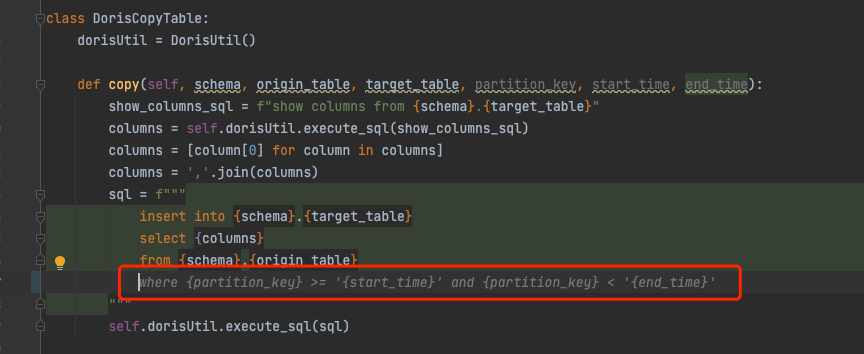 class DorisCopyTable:
    dorisUtil = DorisUtil()
    def copy(self, schema, origin_table, target_table, partition_key, start_time, end_time):
        show_columns_sql = f"show columns from {schema}.{target_table}"
        columns = self.dorisUtil.execute_sql(show_columns_sql)
        columns = [column[0] for column in columns]
        columns = ','.join(columns)
        sql = f"""
            insert into {schema}.{target_table}
            select {columns}
            from {schema}.{origin_table}
            where {partition_key} >= '{start_time}' and {partition_key} < '{end_time}'
        """
        self.dorisUtil.execute_sql(sql)